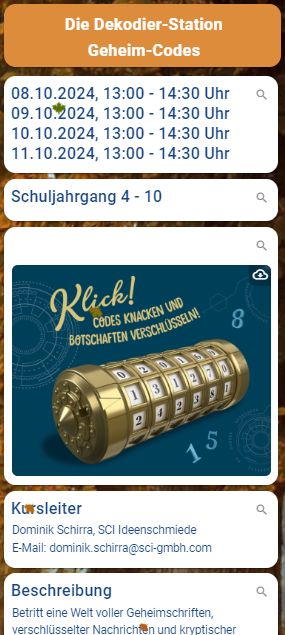 Die Dekodier-Station
Geheim-Codes
08.10.2024, 13:00 - 14:30 Uhr
09.10.2024, 13:00 - 14:30 Uhr
10.10.2024, 13:00 - 14:30 Uhr
11.10.2024, 13:00 - 14:30 Uhr
Schuljahrgang 4 - 10
Klick!
CODES KNACKEN UND
BOTSCHAFTEN VERSCHLÜSSELN!
8
1 5
Kursleiter
Dominik Schirra, SCI Ideenschmiede
E-Mail: dominik.schirra@sci-gmbh.com
Beschreibung
Betritt eine Welt voller Geheimschriften,
verschlüsselter Nachrichten und kryptischer